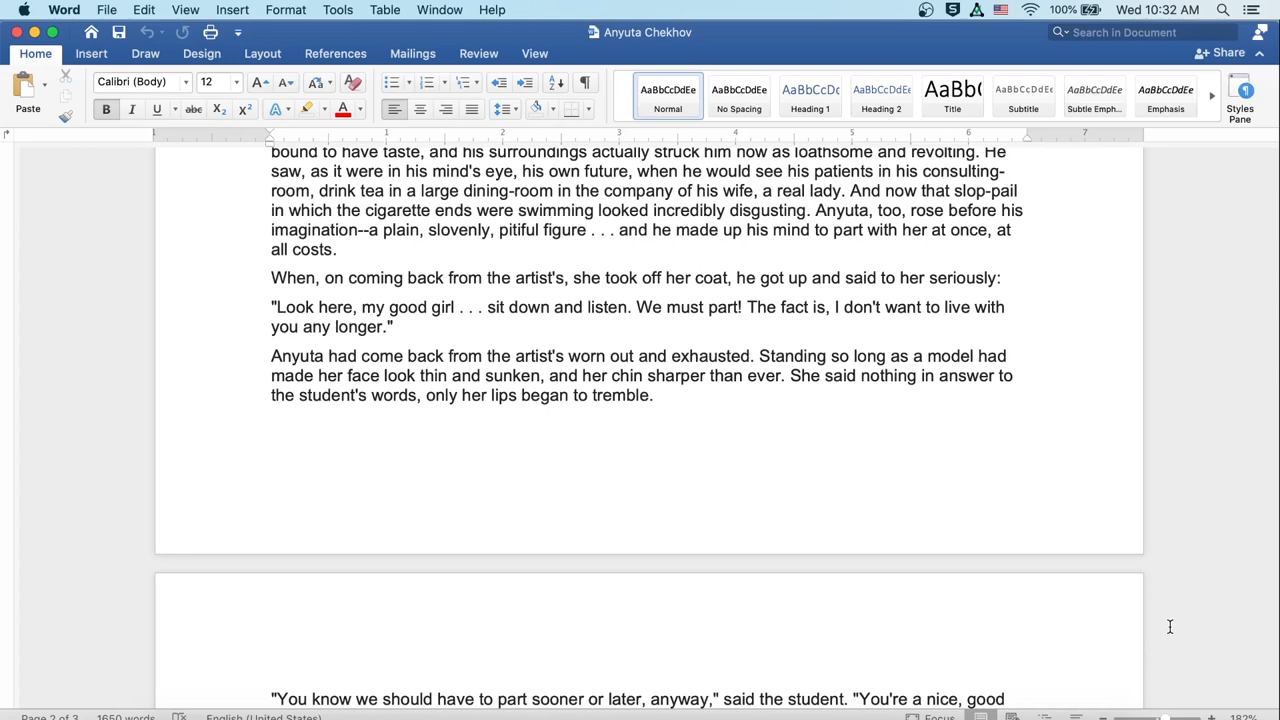 Word File Edit View Insert Format Tools Table Window Help 100% Wed 10:32 AM
Anyuta Chekhov Search in Document
Home Insert Draw Design Layout References Mailings Review View Share
Paste Calibri (Body) 12 AaBbCcDdEe AaBbCcDdEe AaBbCcDc AaBbCcDdEe AaBbC AaBbCcDdEe AaBbCcDdEe AaBbCcDdEe
B I U abc X2 X2 A A Normal No Spacing Heading 1 Heading 2 Title Subtitle Subtle Emph... Emphasis Styles Pane
1 1 2 3 4 5 6 7
bound to have taste, and his surroundings actually struck him now as loathsome and revolting. He
saw, as it were in his mind's eye, his own future, when he would see his patients in his consulting-
room, drink tea in a large dining-room in the company of his wife, a real lady. And now that slop-pail
in which the cigarette ends were swimming looked incredibly disgusting. Anyuta, too, rose before his
imagination--a plain, slovenly, pitiful figure . . . and he made up his mind to part with her at once, at
all costs.
When, on coming back from the artist's, she took off her coat, he got up and said to her seriously:
"Look here, my good girl . . . sit down and listen. We must part! The fact is, I don't want to live with
you any longer."
Anyuta had come back from the artist's worn out and exhausted. Standing so long as a model had
made her face look thin and sunken, and her chin sharper than ever. She said nothing in answer to
the student's words, only her lips began to tremble.
"You know we should have to part sooner or later, anyway," said the student. "You're a nice, good
Page 2 of 3 1650 words English (United States) Focus 182%